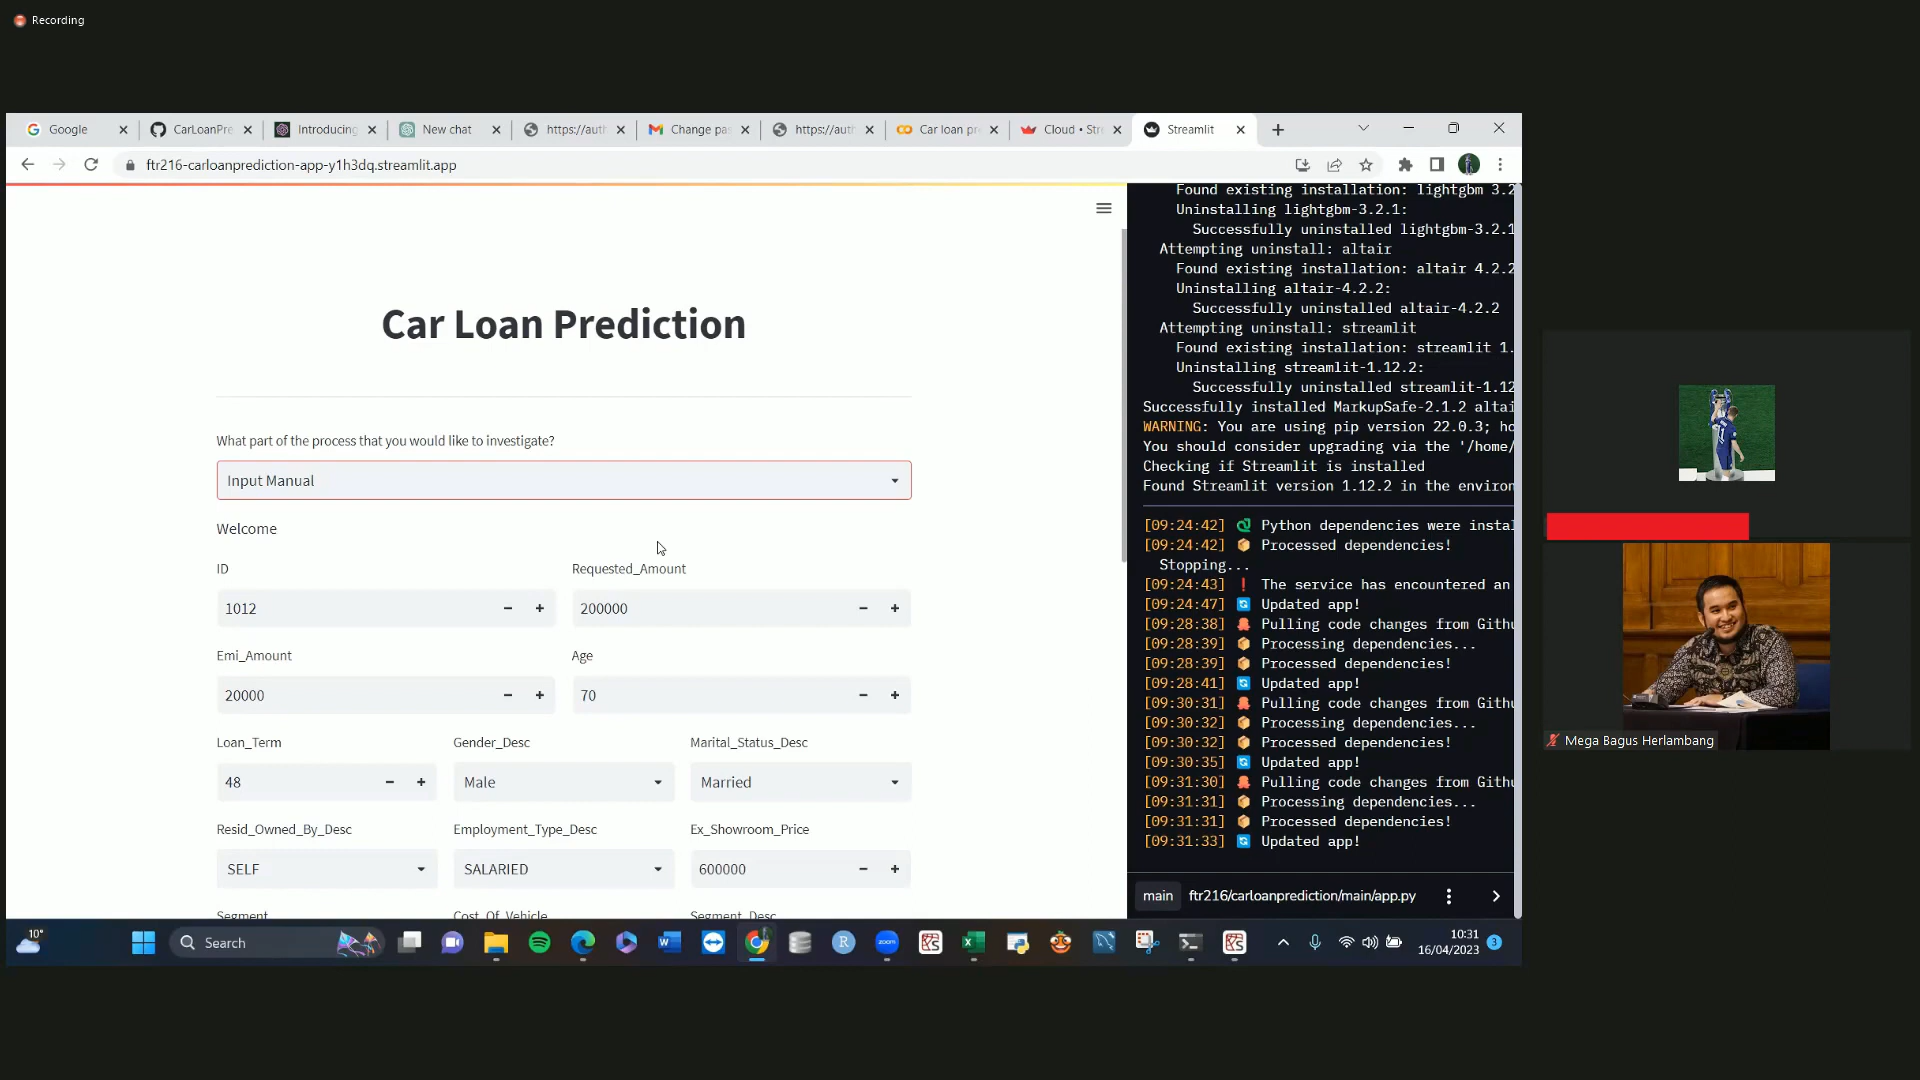 Recording
Google
CarLoanPre
Introducing
New chat
https://auth
Change pas
https://auth
Car loan pr
Cloud • Stre
Streamlit
ftr216-carloanprediction-app-y1h3dq.streamlit.app
Car Loan Prediction
What part of the process that you would like to investigate?
Input Manual
Welcome
ID
Requested_Amount
1012
200000
Emi_Amount
Age
20000
70
Loan_Term
Gender_Desc
Marital_Status_Desc
48
Male
Married
Resid_Owned_By_Desc
Employment_Type_Desc
Ex_Showroom_Price
SELF
SALARIED
600000
Segment
Cost_Of_Vehicle
Segment_Desc
Found existing installation: lightgbm 3.2
Uninstalling lightgbm-3.2.1:
Successfully uninstalled lightgbm-3.2.1
Attempting uninstall: altair
Found existing installation: altair 4.2.2
Uninstalling altair-4.2.2:
Successfully uninstalled altair-4.2.2
Attempting uninstall: streamlit
Found existing installation: streamlit 1.
Uninstalling streamlit-1.12.2:
Successfully uninstalled streamlit-1.12
Successfully installed MarkupSafe-2.1.2 altai
WARNING: You are using pip version 22.0.3; ho
You should consider upgrading via the '/home/
Checking if Streamlit is installed
Found Streamlit version 1.12.2 in the environ
[09:24:42] Python dependencies were instal
[09:24:42] Processed dependencies!
Stopping...
[09:24:43] The service has encountered an
[09:24:47] Updated app!
[09:28:38] Pulling code changes from Githu
[09:28:39] Processing dependencies...
[09:28:39] Processed dependencies!
[09:28:41] Updated app!
[09:30:31] Pulling code changes from Githu
[09:30:32] Processing dependencies...
[09:30:32] Processed dependencies!
[09:30:35] Updated app!
[09:31:30] Pulling code changes from Githu
[09:31:31] Processing dependencies...
[09:31:31] Processed dependencies!
[09:31:33] Updated app!
main
ftr216/carloanprediction/main/app.py
Mega Bagus Herlambang
10°
Search
zoom
10:31
16/04/2023
3